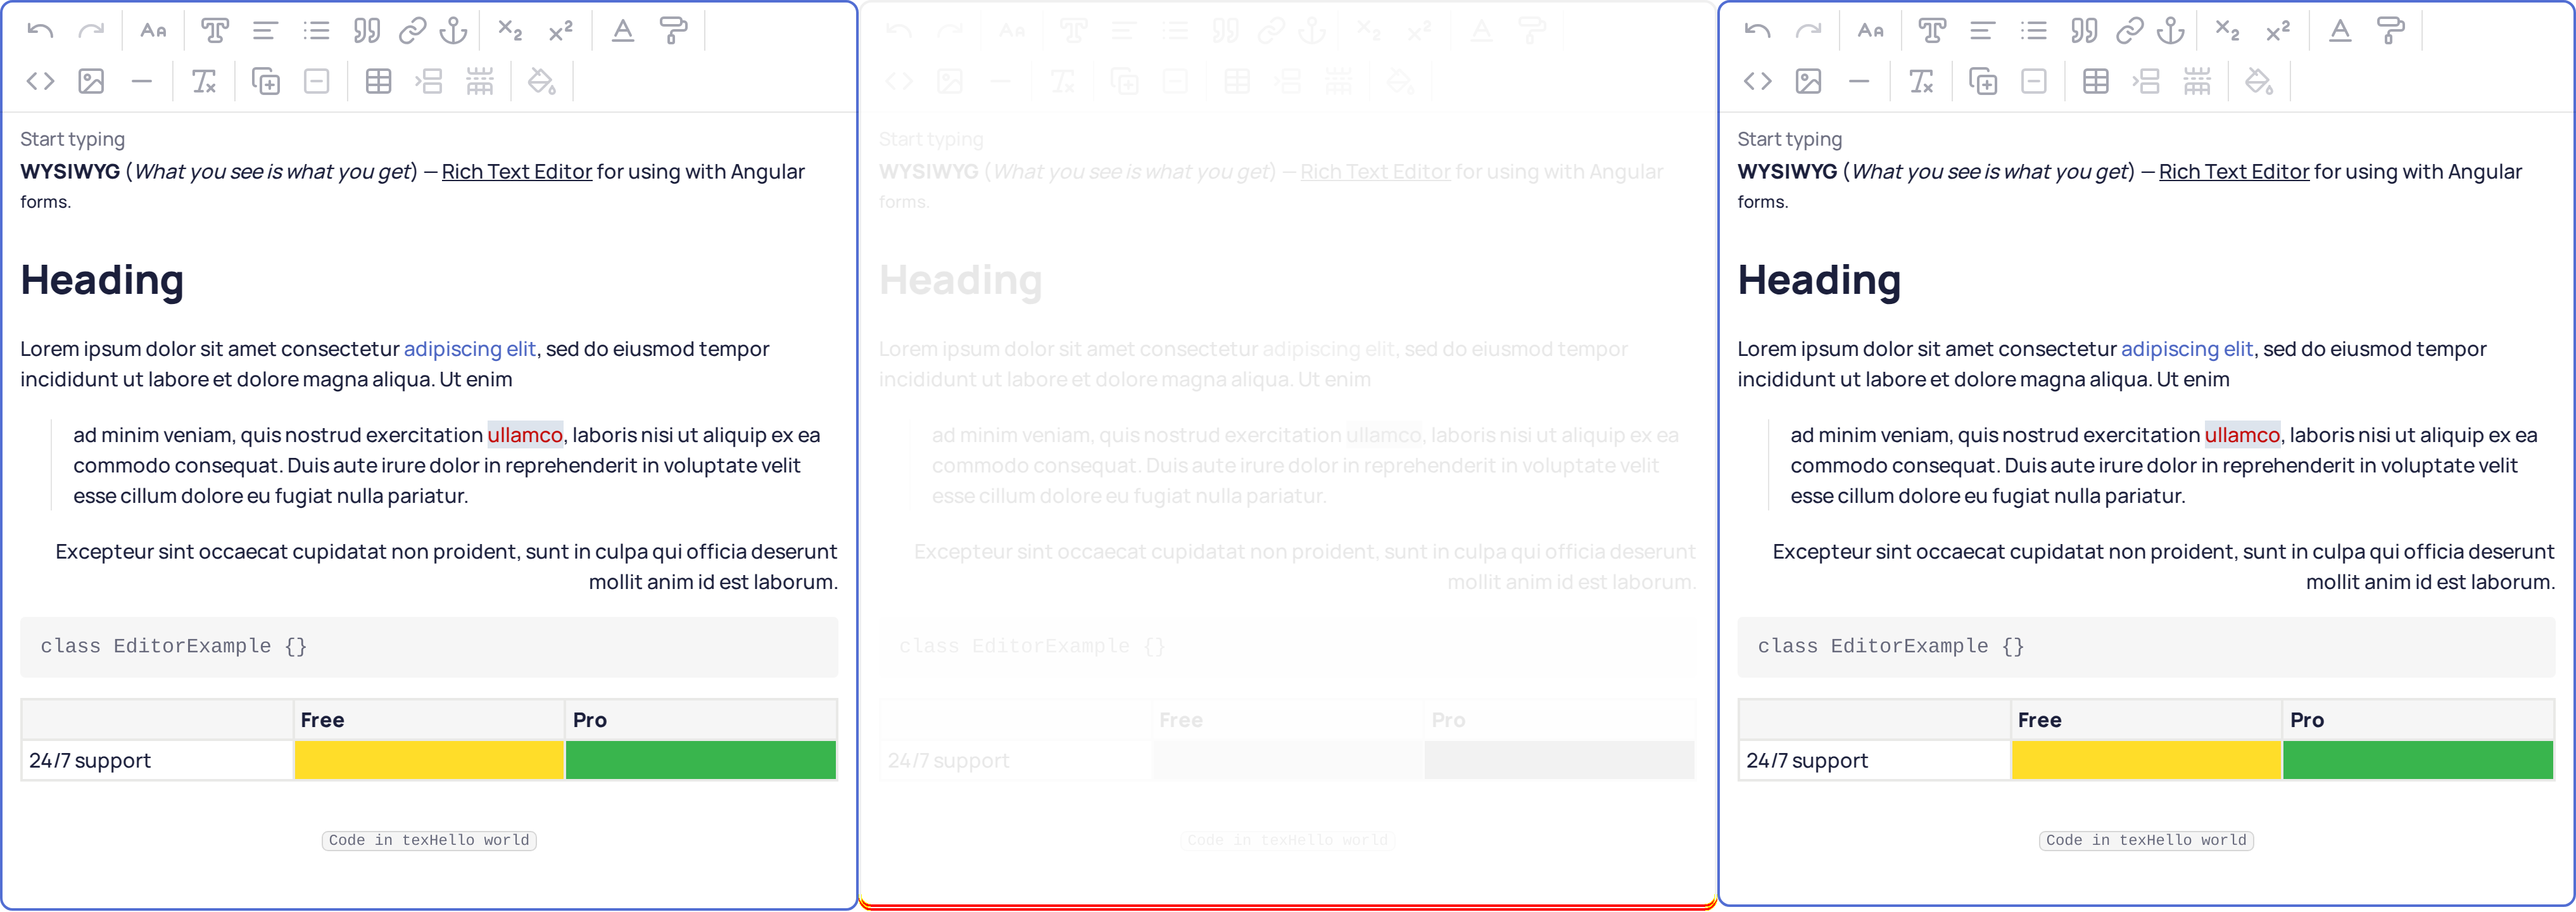 Start typing
WYSIWYG (What you see is what you get) — Rich Text Editor for using with Angular
forms.
Heading
Lorem ipsum dolor sit amet consectetur adipiscing elit, sed do eiusmod tempor
incididunt ut labore et dolore magna aliqua. Ut enim
ad minim veniam, quis nostrud exercitation ullamco, laboris nisi ut aliquip ex ea
commodo consequat. Duis aute irure dolor in reprehenderit in voluptate velit
esse cillum dolore eu fugiat nulla pariatur.
Excepteur sint occaecat cupidatat non proident, sunt in culpa qui officia deserunt
mollit anim id est laborum.
class EditorExample {}
Free
Pro
24/7 support
Code in texHello world
Start typing
WYSIWYG (What you see is what you get) — Rich Text Editor for using with Angular
forms.
Heading
Lorem ipsum dolor sit amet consectetur adipiscing elit, sed do eiusmod tempor
incididunt ut labore et dolore magna aliqua. Ut enim
ad minim veniam, quis nostrud exercitation ullamco, laboris nisi ut aliquip ex ea
commodo consequat. Duis aute irure dolor in reprehenderit in voluptate velit
esse cillum dolore eu fugiat nulla pariatur.
Excepteur sint occaecat cupidatat non proident, sunt in culpa qui officia deserunt
mollit anim id est laborum.
class EditorExample {}
Free
Pro
24/7 support
Code in texHello world
Start typing
WYSIWYG (What you see is what you get) — Rich Text Editor for using with Angular
forms.
Heading
Lorem ipsum dolor sit amet consectetur adipiscing elit, sed do eiusmod tempor
incididunt ut labore et dolore magna aliqua. Ut enim
ad minim veniam, quis nostrud exercitation ullamco, laboris nisi ut aliquip ex ea
commodo consequat. Duis aute irure dolor in reprehenderit in voluptate velit
esse cillum dolore eu fugiat nulla pariatur.
Excepteur sint occaecat cupidatat non proident, sunt in culpa qui officia deserunt
mollit anim id est laborum.
class EditorExample {}
Free
Pro
24/7 support
Code in texHello world